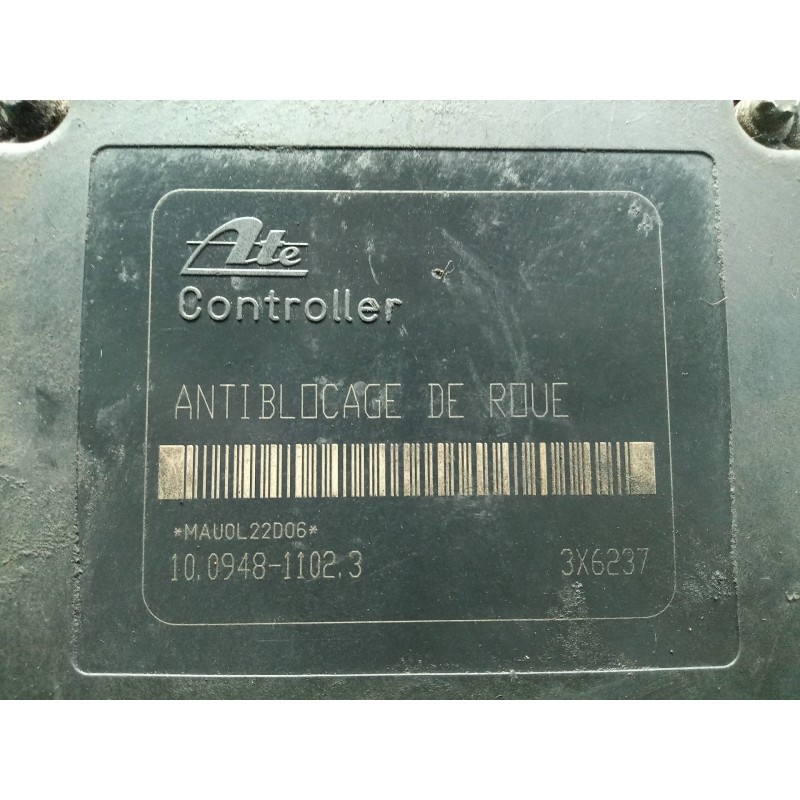 Ate
Controller
ANTIBLOCAGE DE ROUE
*MAU0L22D06*
10.0948-1102.3 3X6237